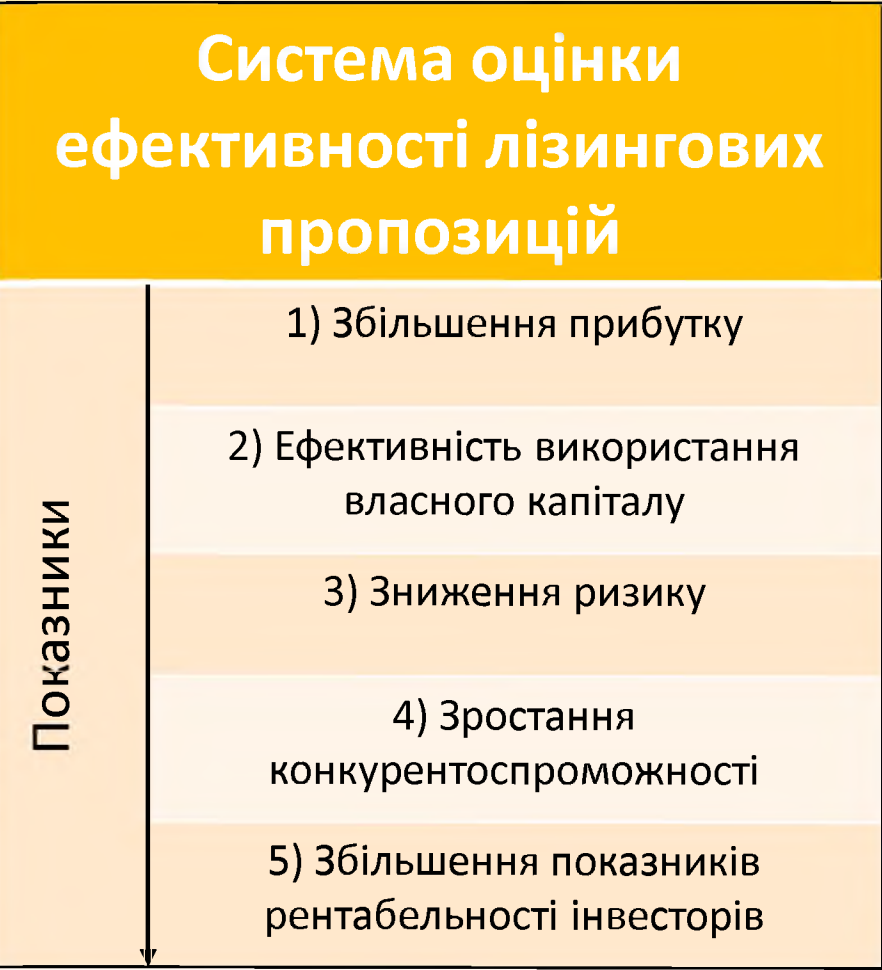 Система оцінки
ефективності лізингових
пропозицій
Показники
1) Збільшення прибутку
2) Ефективність використання
власного капіталу
3) Зниження ризику
4) Зростання
конкурентоспроможності
5) Збільшення показників
рентабельності інвесторів